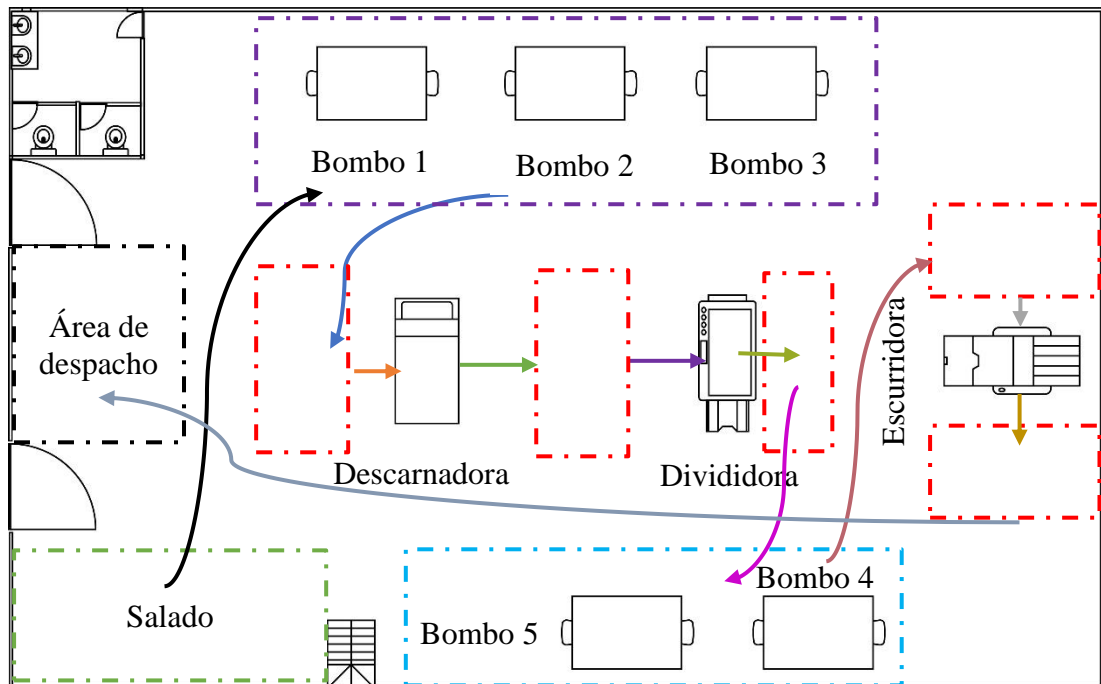 Bombo 1
Bombo 2
Bombo 3
Área de
despacho
Escurridora
Descarnadora
Divididora
Bombo 4
Salado
Bombo 5